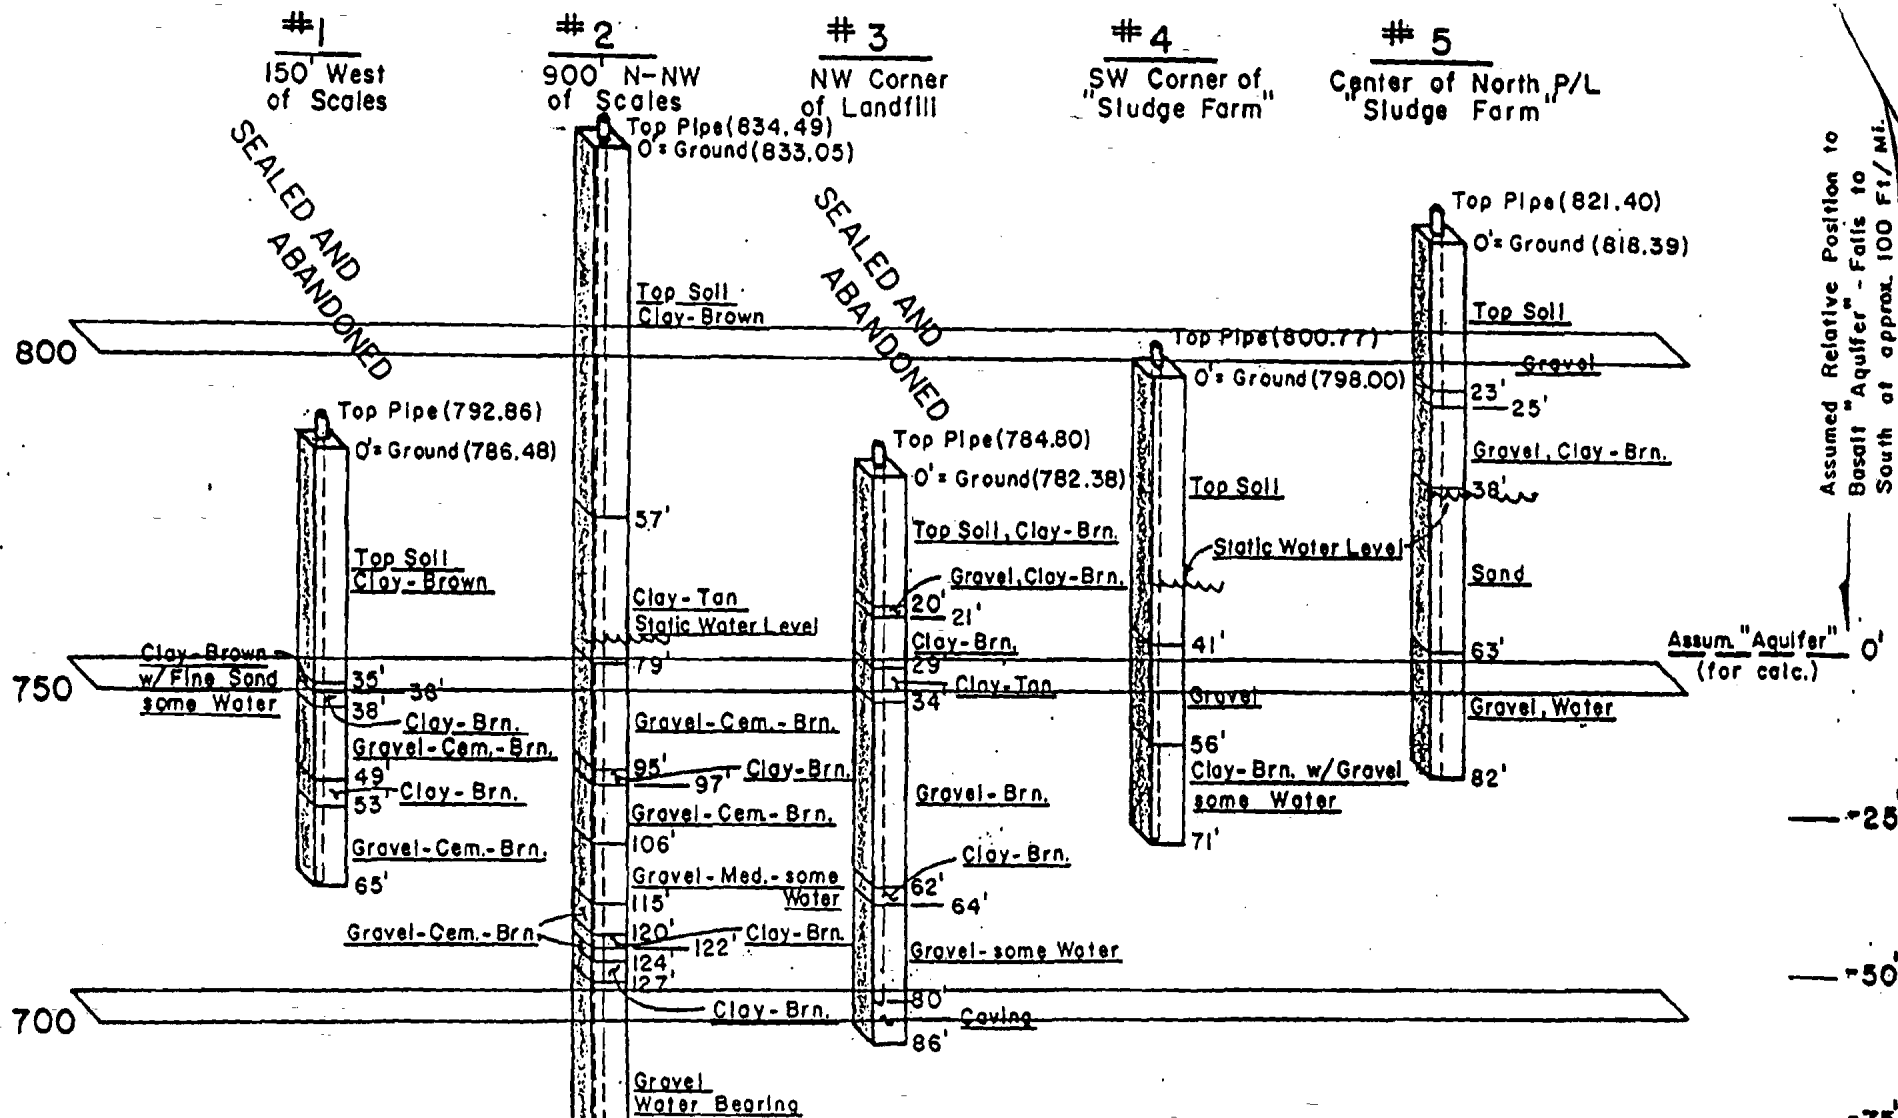 #1
150' West
of Scales
#2
900' N-NW
of Scales
#3
NW Corner
of Landfill
#4
SW Corner of
"Sludge Farm"
#5
Center of North P/L
"Sludge Farm"
SEALED AND
ABANDONED
Top Pipe (792.86)
0' = Ground (786.48)
Top Soil
Clay-Brown
Clay-Brown
w/ Fine Sand
some Water
35'
36'
38'
Clay-Brn.
Gravel-Cem.-Brn.
49'
53'
Clay-Brn.
Gravel-Cem.-Brn.
65'
Top Pipe (834.49)
0' = Ground (833.05)
Top Soil
Clay-Brown
57'
Clay-Tan
Static Water Level
79'
Gravel-Cem.-Brn.
95'
97'
Clay-Brn.
Gravel-Cem.-Brn.
106'
Gravel-Med.-some
Water
115'
Gravel-Cem.-Brn.
120'
122'
Clay-Brn.
124'
127'
Clay-Brn.
Gravel
Water Bearing
SEALED AND
ABANDONED
Top Pipe (784.80)
0' = Ground (782.38)
Top Soil, Clay-Brn.
Gravel, Clay-Brn.
20'
21'
Clay-Brn.
29'
Clay-Tan
34'
Gravel-Brn.
Clay-Brn.
62'
64'
Gravel-some Water
80'
Caving
86'
Top Pipe (800.77)
0' = Ground (798.00)
Top Soil
Static Water Level
41'
Gravel
56'
Clay-Brn. w/Gravel
some Water
71'
Top Pipe (821.40)
0' = Ground (818.39)
Top Soil
Gravel
23'
25'
Gravel, Clay-Brn.
38'
Sand
63'
Gravel, Water
82'
800
750
700
Assumed Relative Position to
Basalt "Aquifer" - Falls to
South at approx. 100 Ft/Mi.
Assum. "Aquifer"
(for calc.)
0'
-25'
-50'
-75'